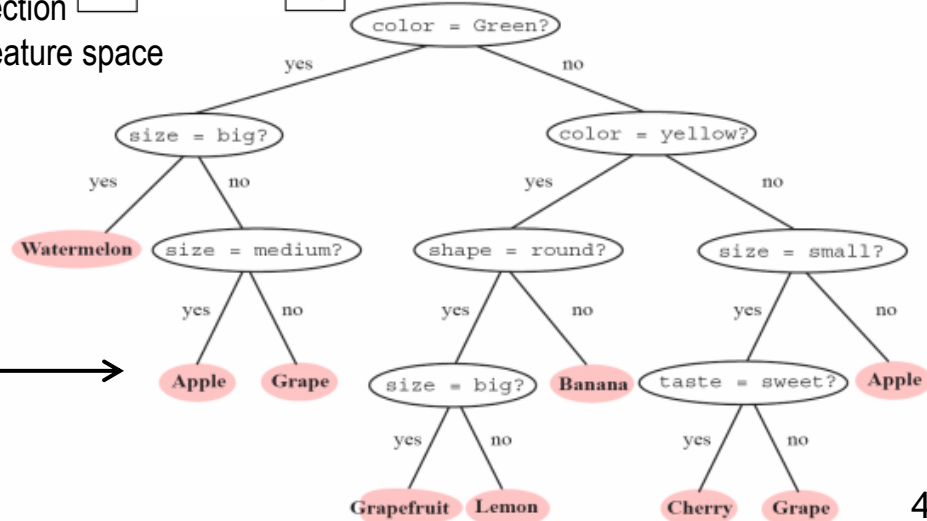 ection
eature space
color = Green?
yes
no
size = big?
color = yellow?
yes
no
yes
no
Watermelon
size = medium?
shape = round?
size = small?
yes
no
yes
no
yes
no
Apple
Grape
size = big?
Banana
taste = sweet?
Apple
yes
no
yes
no
Grapefruit
Lemon
Cherry
Grape
4